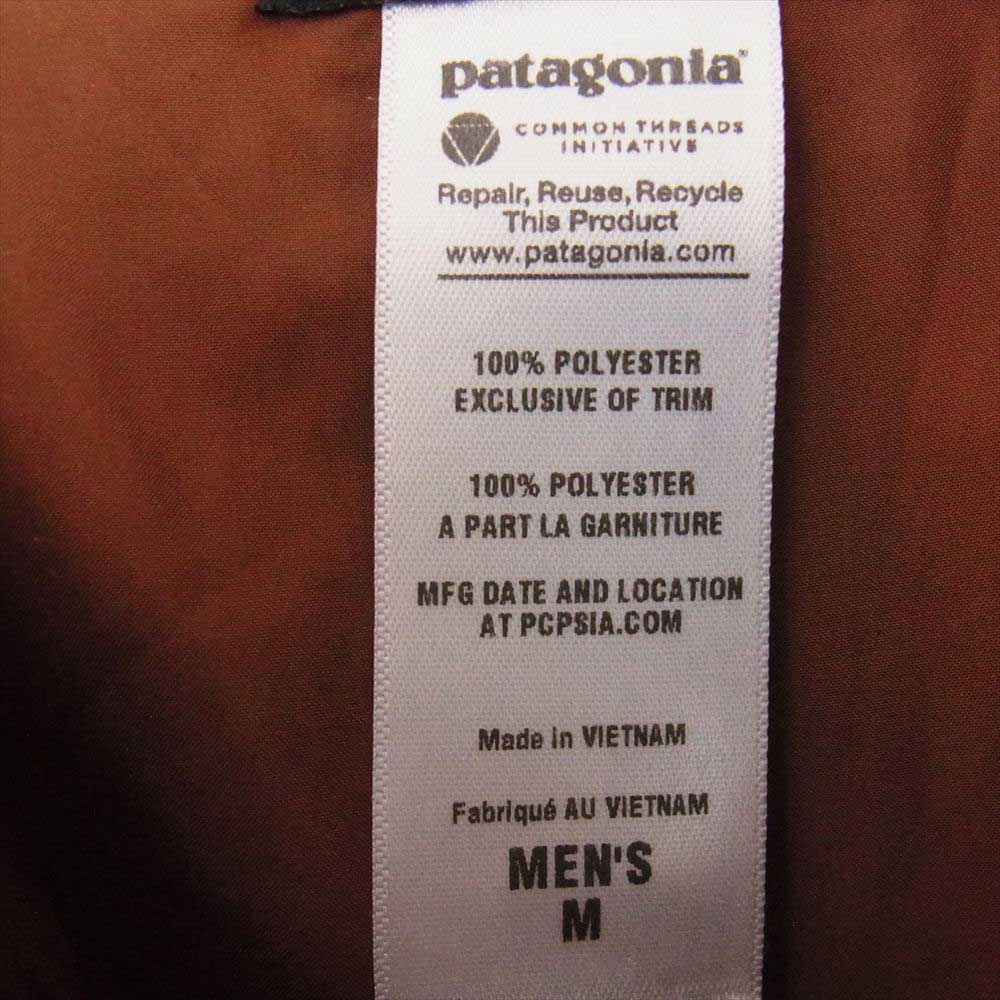 patagonia®
COMMON THREADS
INITIATIVE
Repair, Reuse, Recycle
This Product
www.patagonia.com
100% POLYESTER
EXCLUSIVE OF TRIM
100% POLYESTER
A PART LA GARNITURE
MFG DATE AND LOCATION
AT PCPSIA.COM
Made in VIETNAM
Fabriqué AU VIETNAM
MEN'S
M